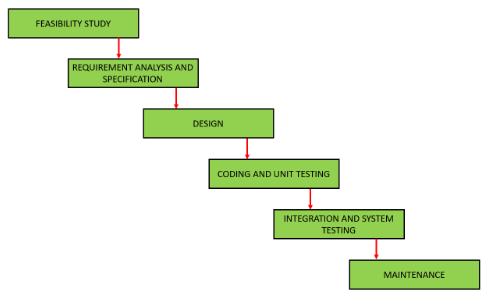 FEASIBILITY STUDY
REQUIREMENT ANALYSIS AND
SPECIFICATION
DESIGN
CODING AND UNIT TESTING
INTEGRATION AND SYSTEM
TESTING
MAINTENANCE